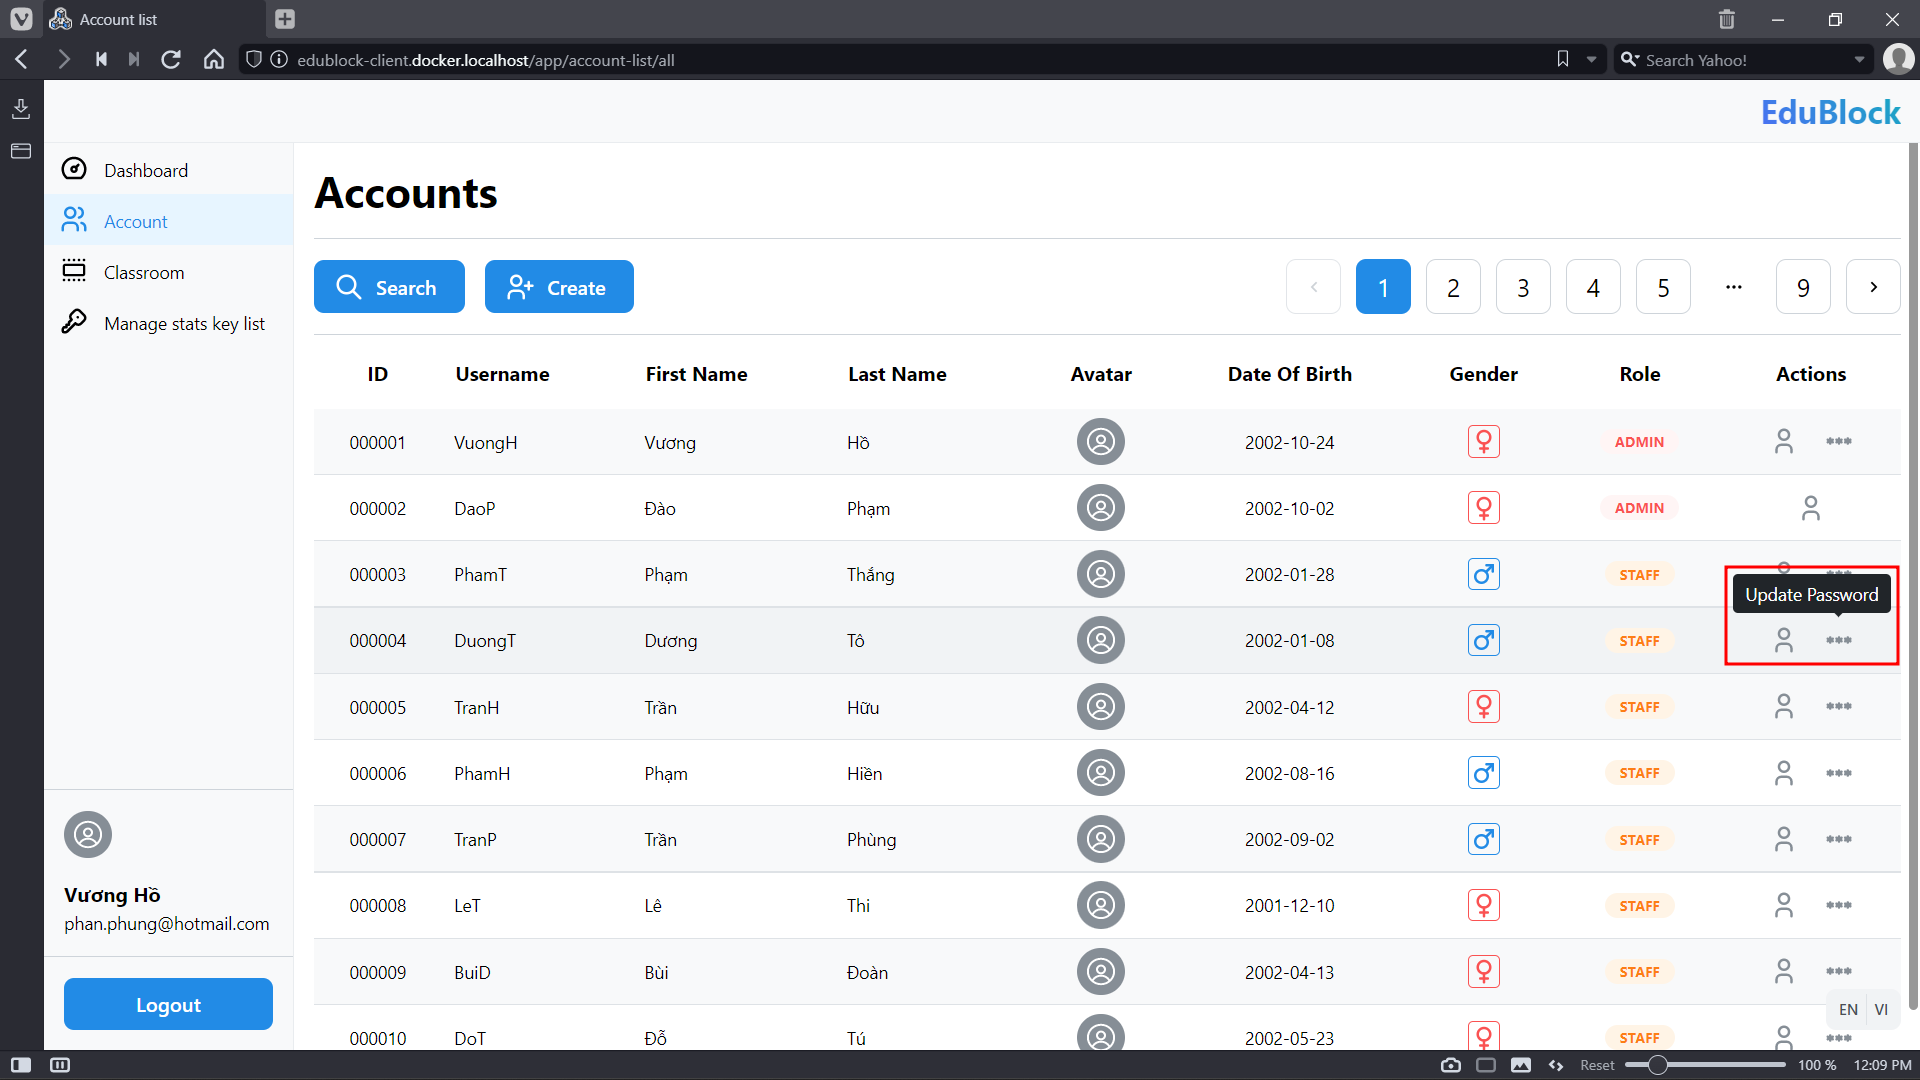 Account list
edublock-client.docker.localhost/app/account-list/all
Search Yahoo!
EduBlock
Dashboard
Account
Classroom
Manage stats key list
Accounts
Search
Create
1 2 3 4 5 ••• 9
ID Username First Name Last Name Avatar Date Of Birth Gender Role Actions
000001 VuongH Vương Hồ 2002-10-24 ADMIN
000002 DaoP Đào Phạm 2002-10-02 ADMIN
000003 PhamT Phạm Thắng 2002-01-28 STAFF
Update Password
000004 DuongT Dương Tô 2002-01-08 STAFF
000005 TranH Trần Hữu 2002-04-12 STAFF
000006 PhamH Phạm Hiền 2002-08-16 STAFF
000007 TranP Trần Phùng 2002-09-02 STAFF
000008 LeT Lê Thi 2001-12-10 STAFF
000009 BuiD Bùi Đoàn 2002-04-13 STAFF
000010 DoT Đỗ Tú 2002-05-23 STAFF
Vương Hồ
phan.phung@hotmail.com
Logout
EN VI
Reset 100 % 12:09 PM